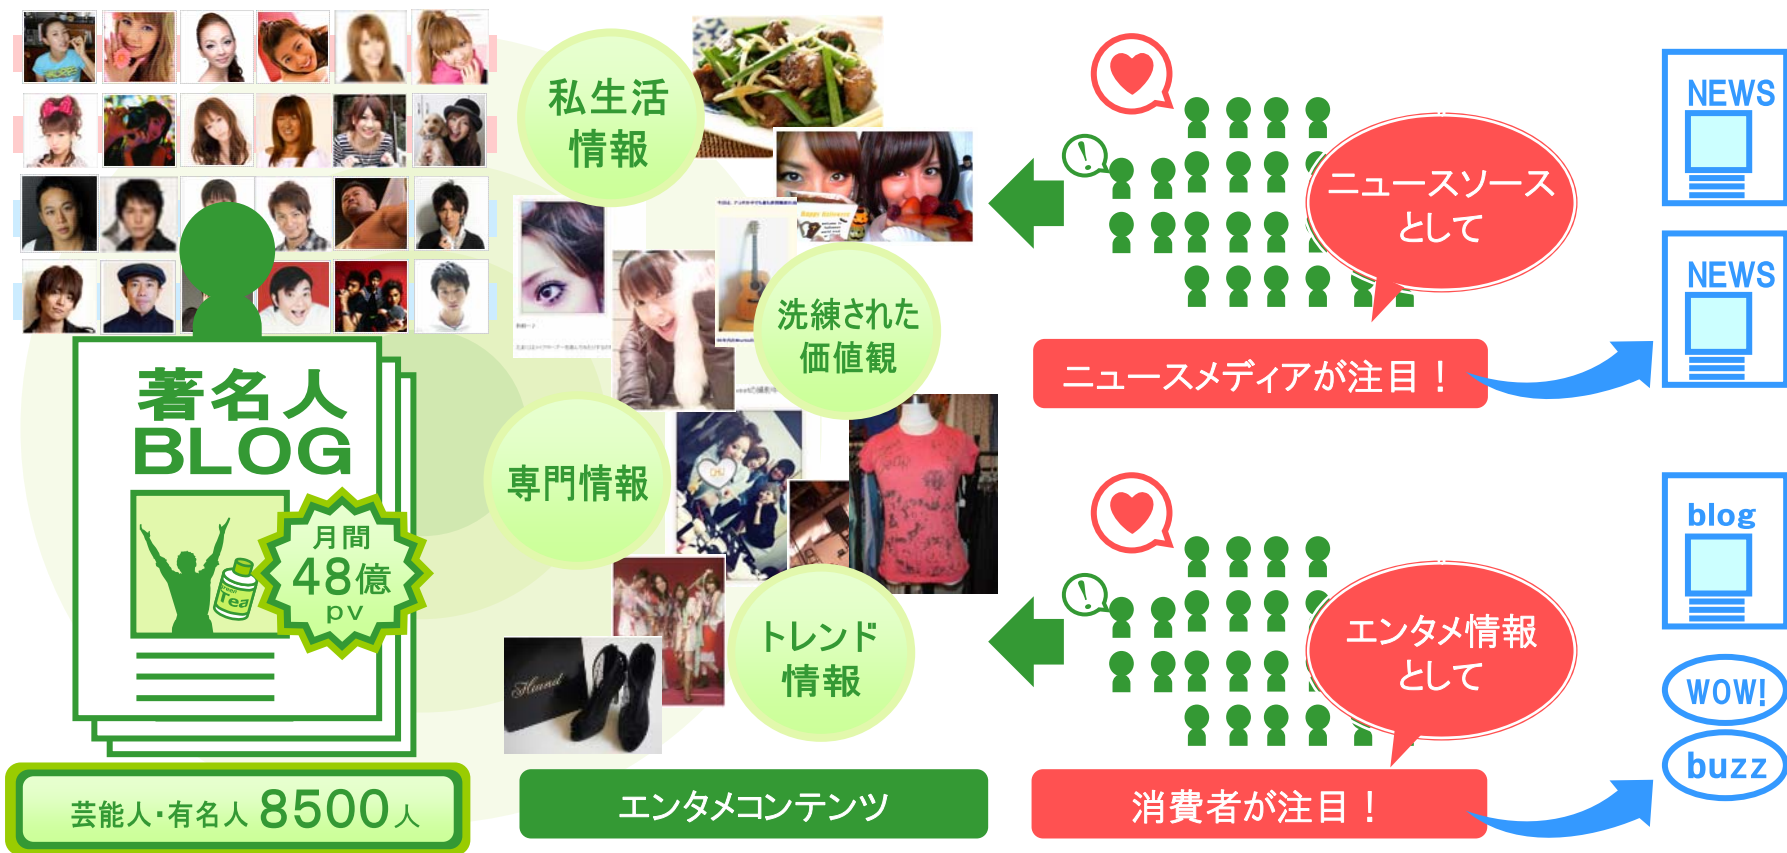 私生活
情報
洗練された
価値観
専門情報
トレンド
情報
著名人
BLOG
Tea
月間
48億
pv
芸能人・有名人 8500人
エンタメコンテンツ
ニュースソース
として
ニュースメディアが注目！
NEWS
NEWS
エンタメ情報
として
消費者が注目！
blog
WOW!
buzz